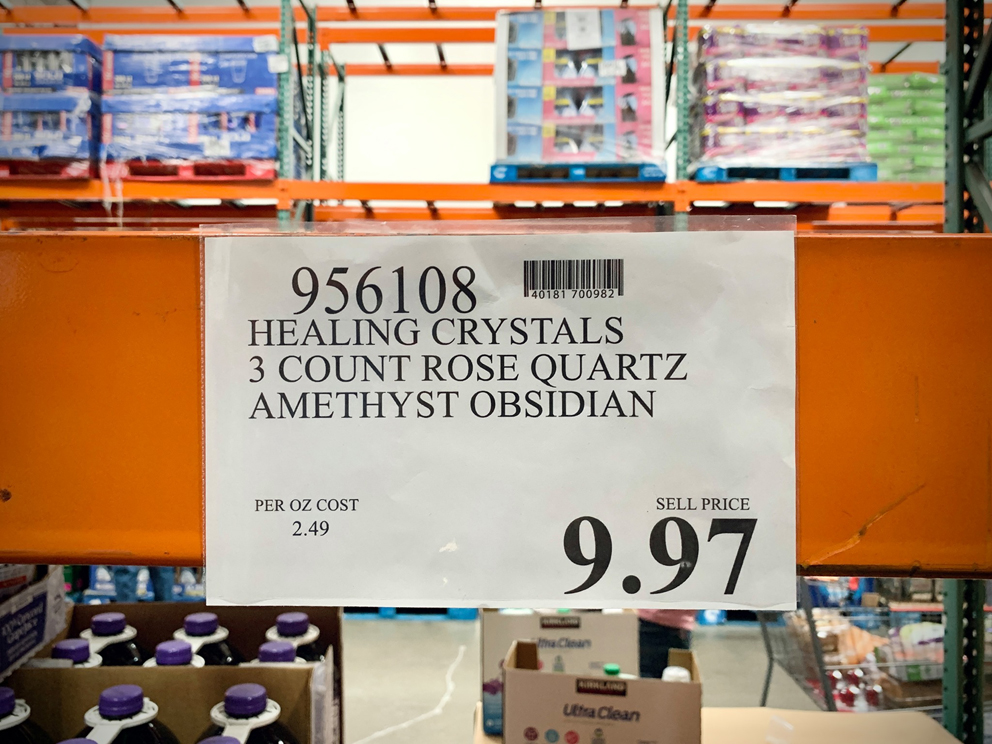 956108
40181 700982
HEALING CRYSTALS
3 COUNT ROSE QUARTZ
AMETHYST OBSIDIAN
PER OZ COST
2.49
SELL PRICE
9.97
KIRKLAND
Ultra Clean
KIRKLAND
Ultra Clean